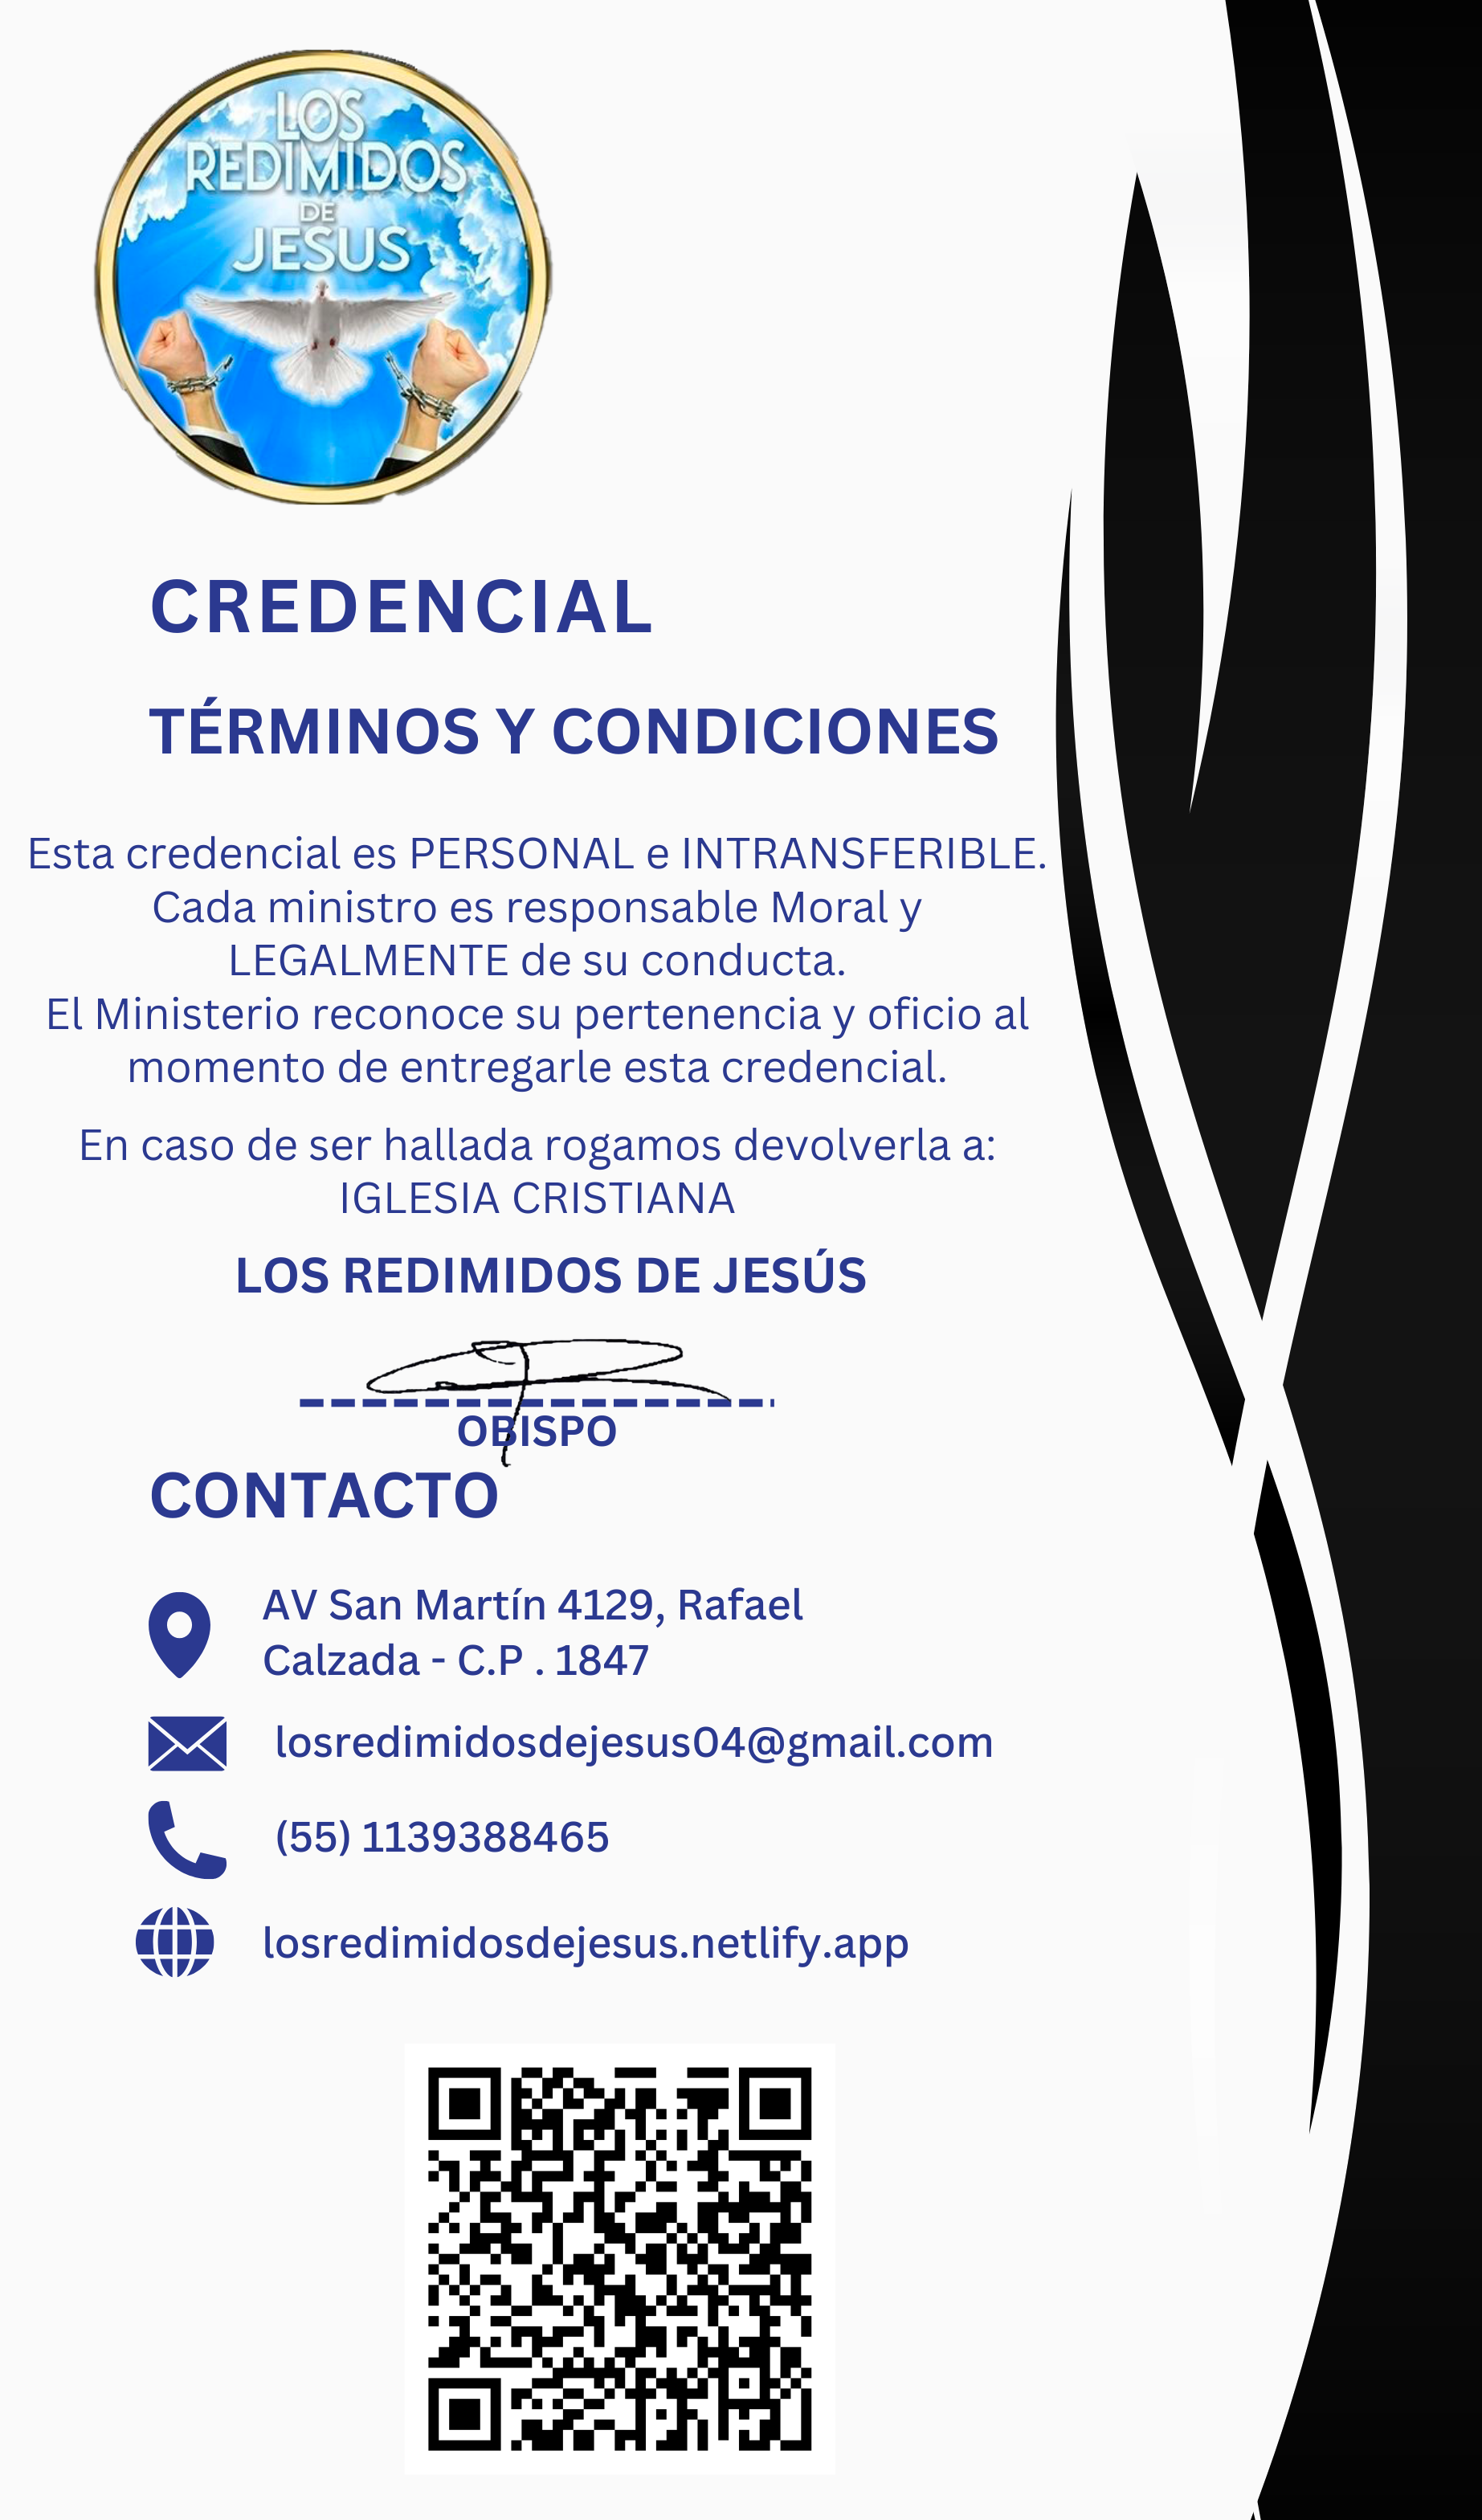 LOS
REDIMIDOS
DE
JESUS
CREDENCIAL
TÉRMINOS Y CONDICIONES
Esta credencial es PERSONAL e INTRANSFERIBLE.
Cada ministro es responsable Moral y
LEGALMENTE de su conducta.
El Ministerio reconoce su pertenencia y oficio al
momento de entregarle esta credencial.
En caso de ser hallada rogamos devolverla a:
IGLESIA CRISTIANA
LOS REDIMIDOS DE JESÚS
OBISPO
CONTACTO
AV San Martín 4129, Rafael
Calzada - C.P . 1847
losredimidosdejesus04@gmail.com
(55) 1139388465
losredimidosdejesus.netlify.app